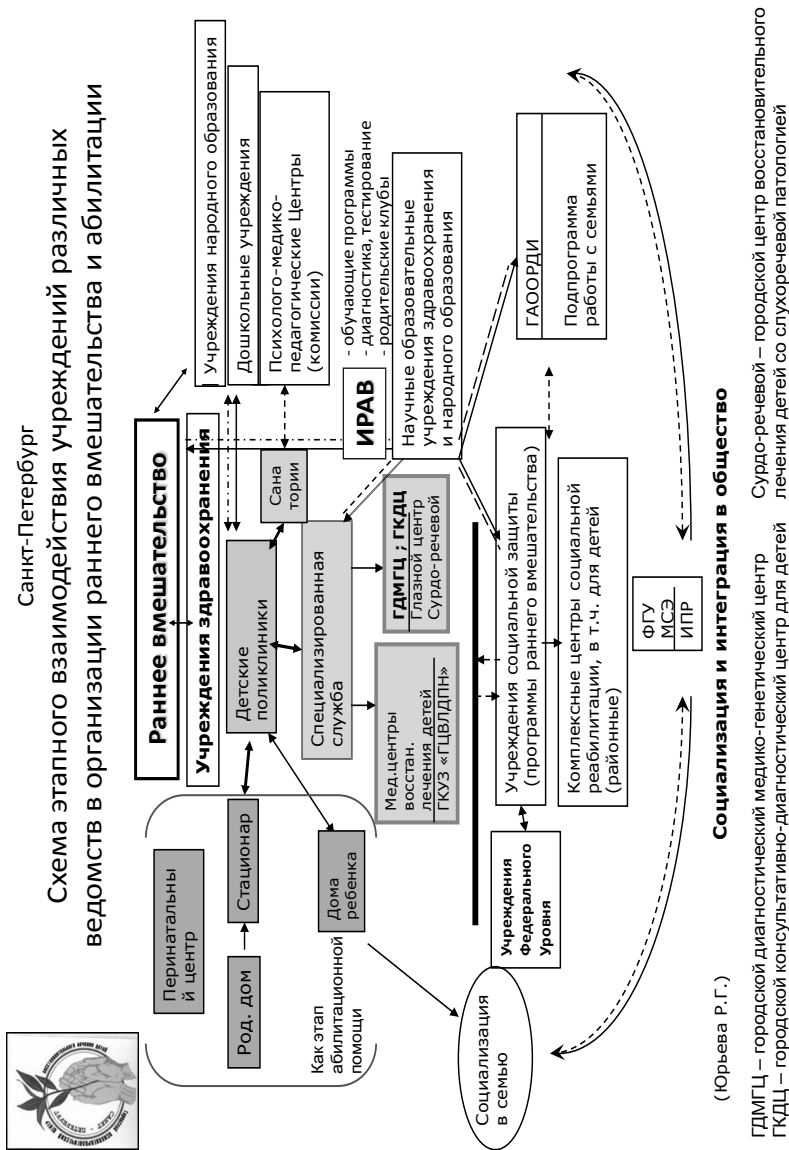 Санкт-Петербург
Схема этапного взаимодействия учреждений различных
ведомств в организации раннего вмешательства и абилитации
Раннее вмешательство
Учреждения здравоохранения
Учреждения народного образования
Дошкольные учреждения
Психолого-медико-
педагогические Центры
(комиссии)
Перинатальны
й центр
Род. дом
Стационар
Детские
поликлиники
Сана
тории
Как этап
абилитационной
помощи
Дома
ребенка
Специализированная
служба
ИРАВ
- обучающие программы
- диагностика, тестирование
- родительские клубы
Мед.центры
восстан.
лечения детей
ГКУЗ «ГЦВЛДПН»
ГДМГЦ ; ГКДЦ
Глазной центр
Сурдо-речевой
Научные образовательные
учреждения здравоохранения
и народного образования
Социализация
в семью
Учреждения
Федерального
Уровня
Учреждения социальной защиты
(программы раннего вмешательства)
Комплексные центры социальной
реабилитации, в т.ч. для детей
(районные)
ГАООРДИ
Подпрограмма
работы с семьями
ФГУ
МСЭ
ИПР
Социализация и интеграция в общество
(Юрьева Р.Г.)
ГДМГЦ – городской диагностический медико-генетический центр
ГКДЦ – городской консультативно-диагностический центр для детей
Сурдо-речевой – городской центр восстановительного
лечения детей со слухоречевой патологией